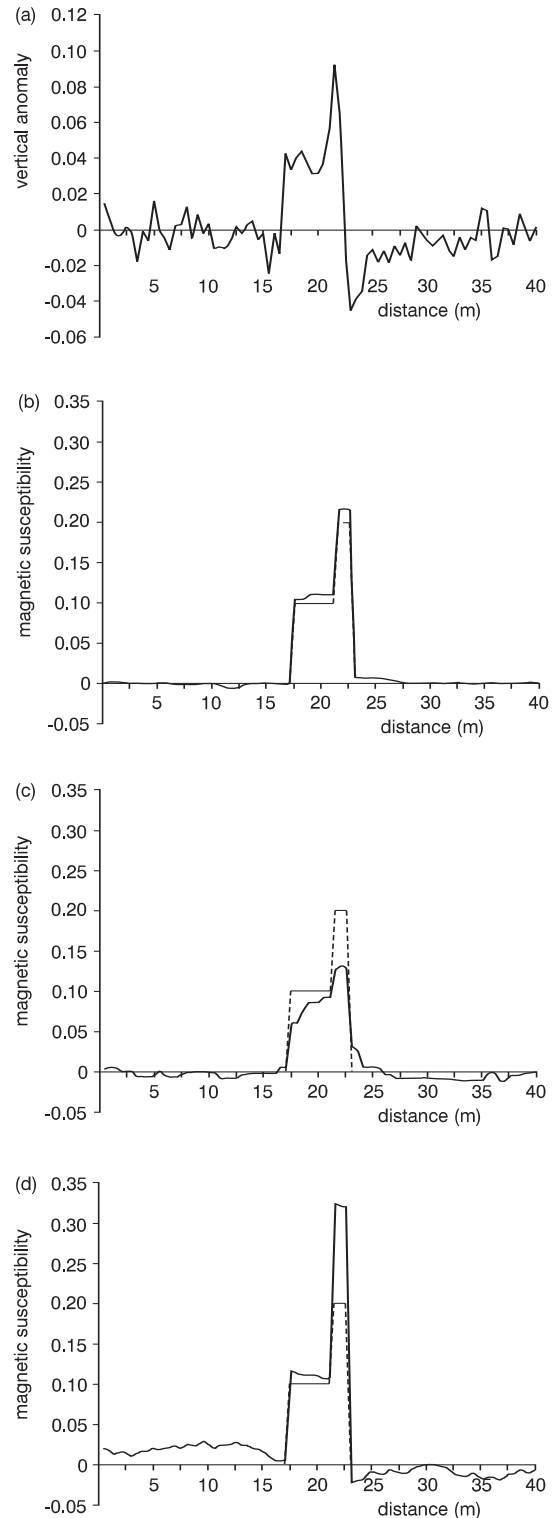 (a)
vertical anomaly
0.12
0.10
0.08
0.06
0.04
0.02
0
-0.02
-0.04
-0.06
5 10 15 20 25 30 35 40
distance (m)
(b)
magnetic susceptibility
0.35
0.30
0.25
0.20
0.15
0.10
0.05
0
-0.05
5 10 15 20 25 30 35 40
distance (m)
(c)
magnetic susceptibility
0.35
0.30
0.25
0.20
0.15
0.10
0.05
0
-0.05
5 10 15 20 25 30 35 40
distance (m)
(d)
magnetic susceptibility
0.35
0.30
0.25
0.20
0.15
0.10
0.05
0
-0.05
5 10 15 20 25 30 35 40
distance (m)